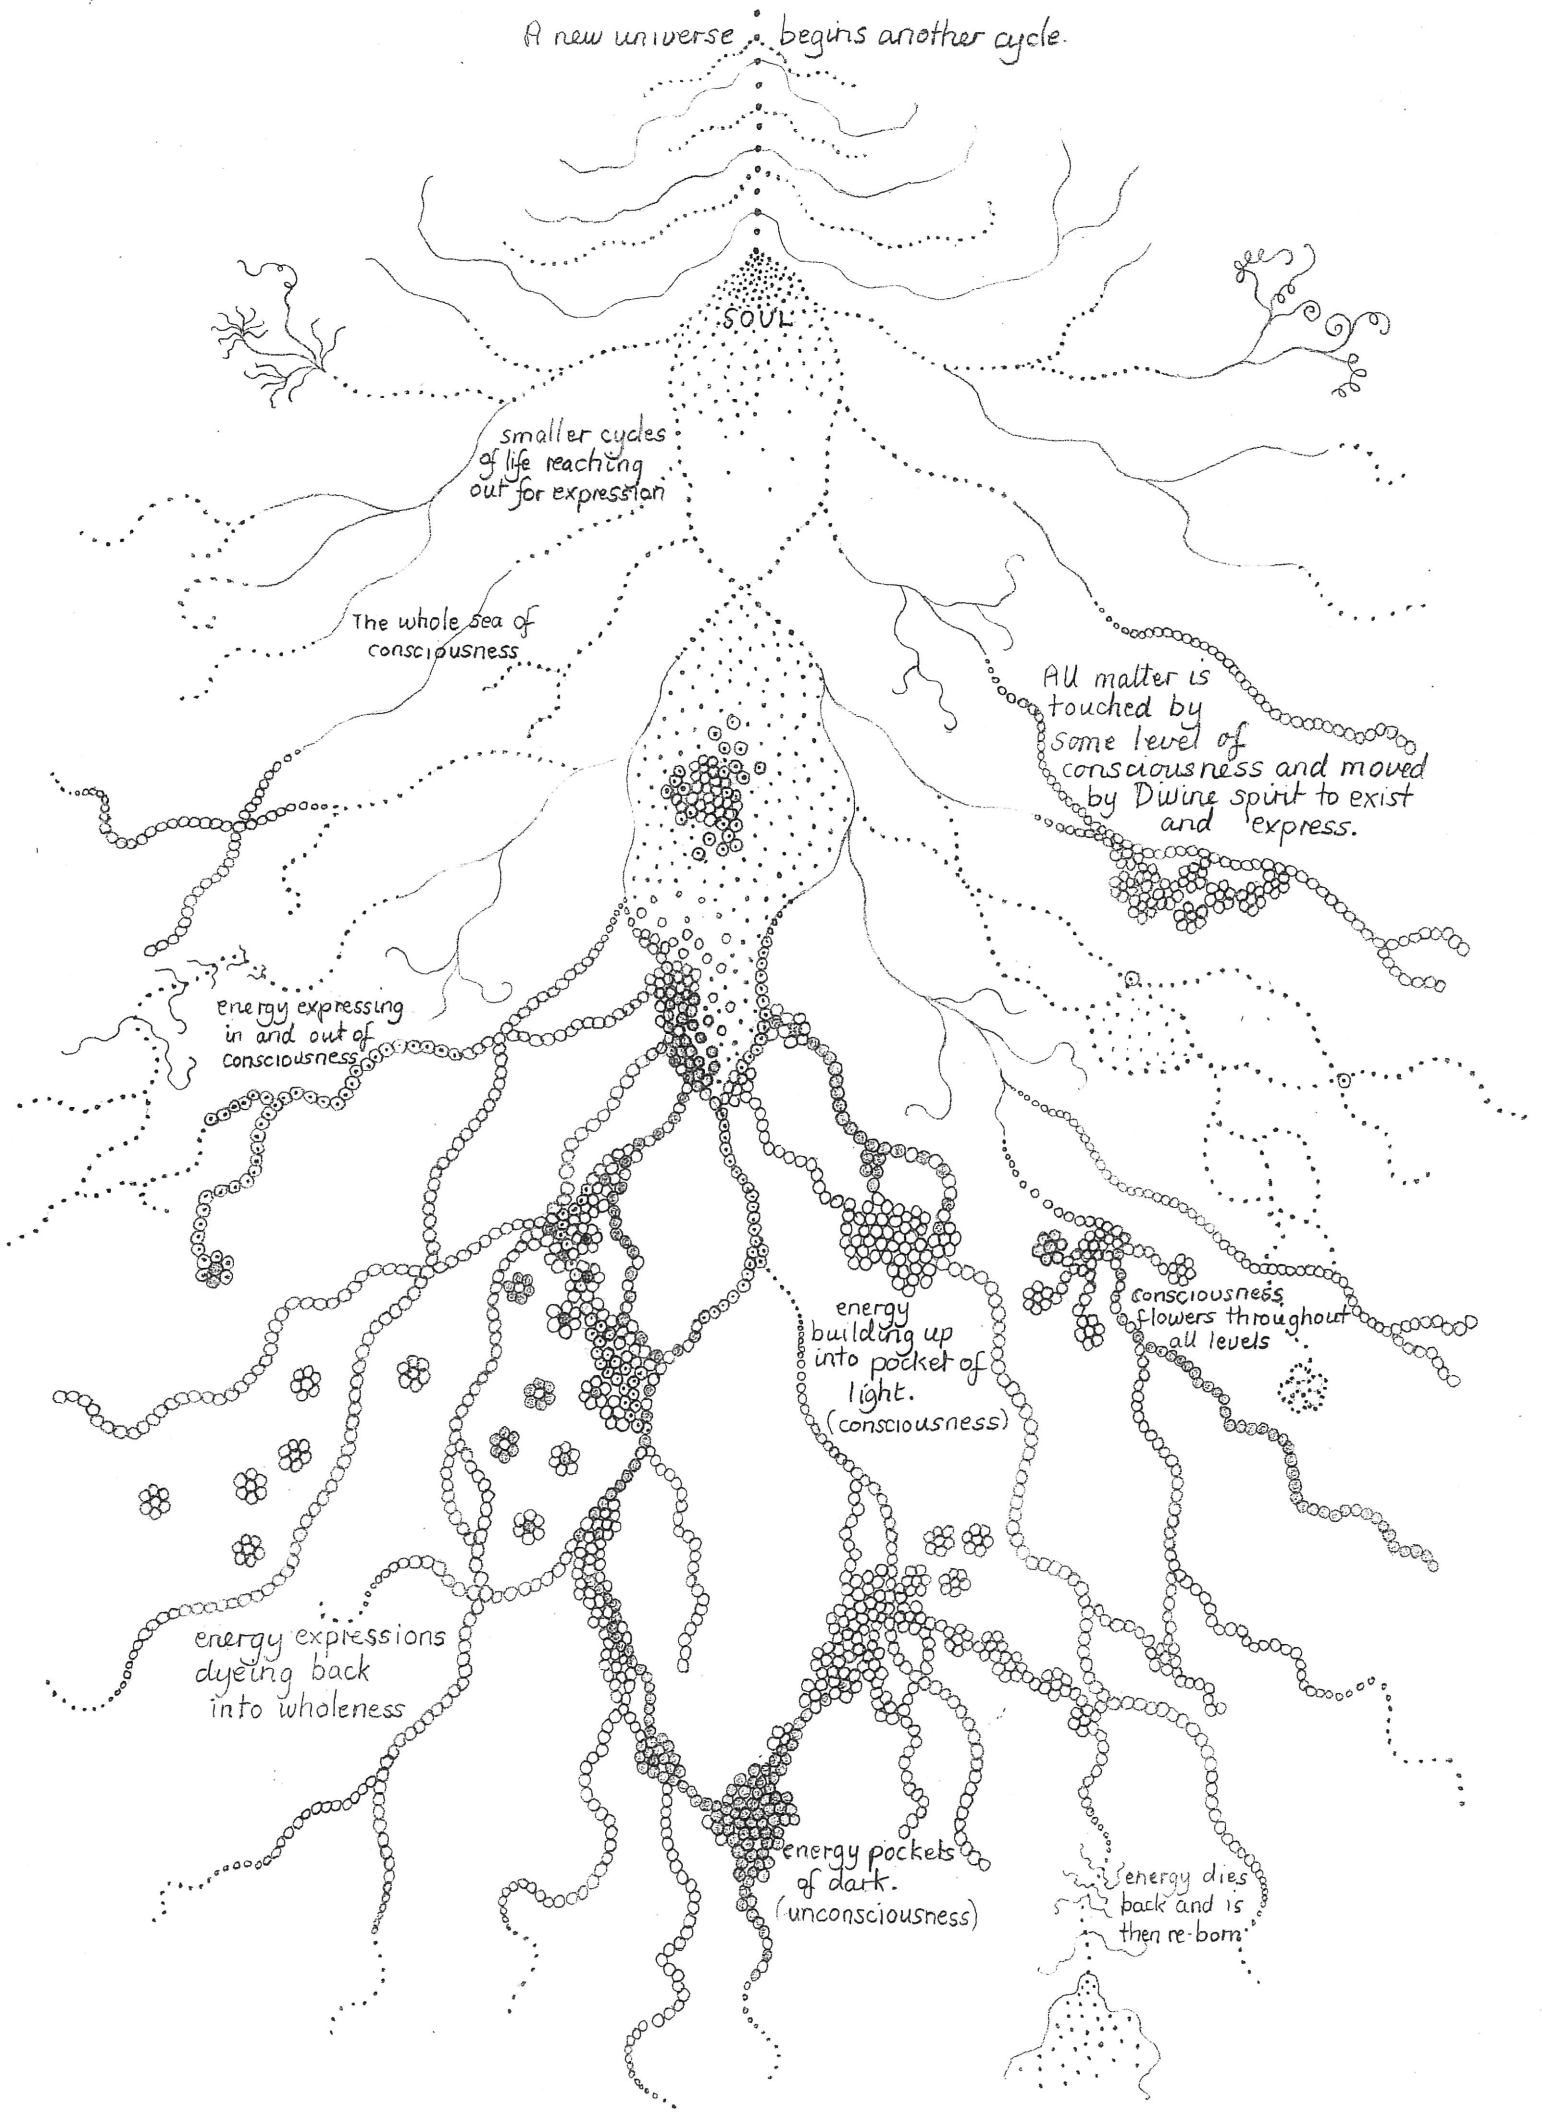 A new universe begins another cycle.
SOUL
smaller cycles
of life reaching
out for expression
The whole sea of
consciousness
All matter is
touched by
some level of
consciousness and moved
by Divine spirit to exist
and express.
energy expressing
in and out of
consciousness
energy
building up
into pocket of
light.
(consciousness)
consciousness
flowers throughout
all levels
energy expressions
dyeing back
into wholeness
energy pockets
of dark.
(unconsciousness)
energy dies
back and is
then re-born